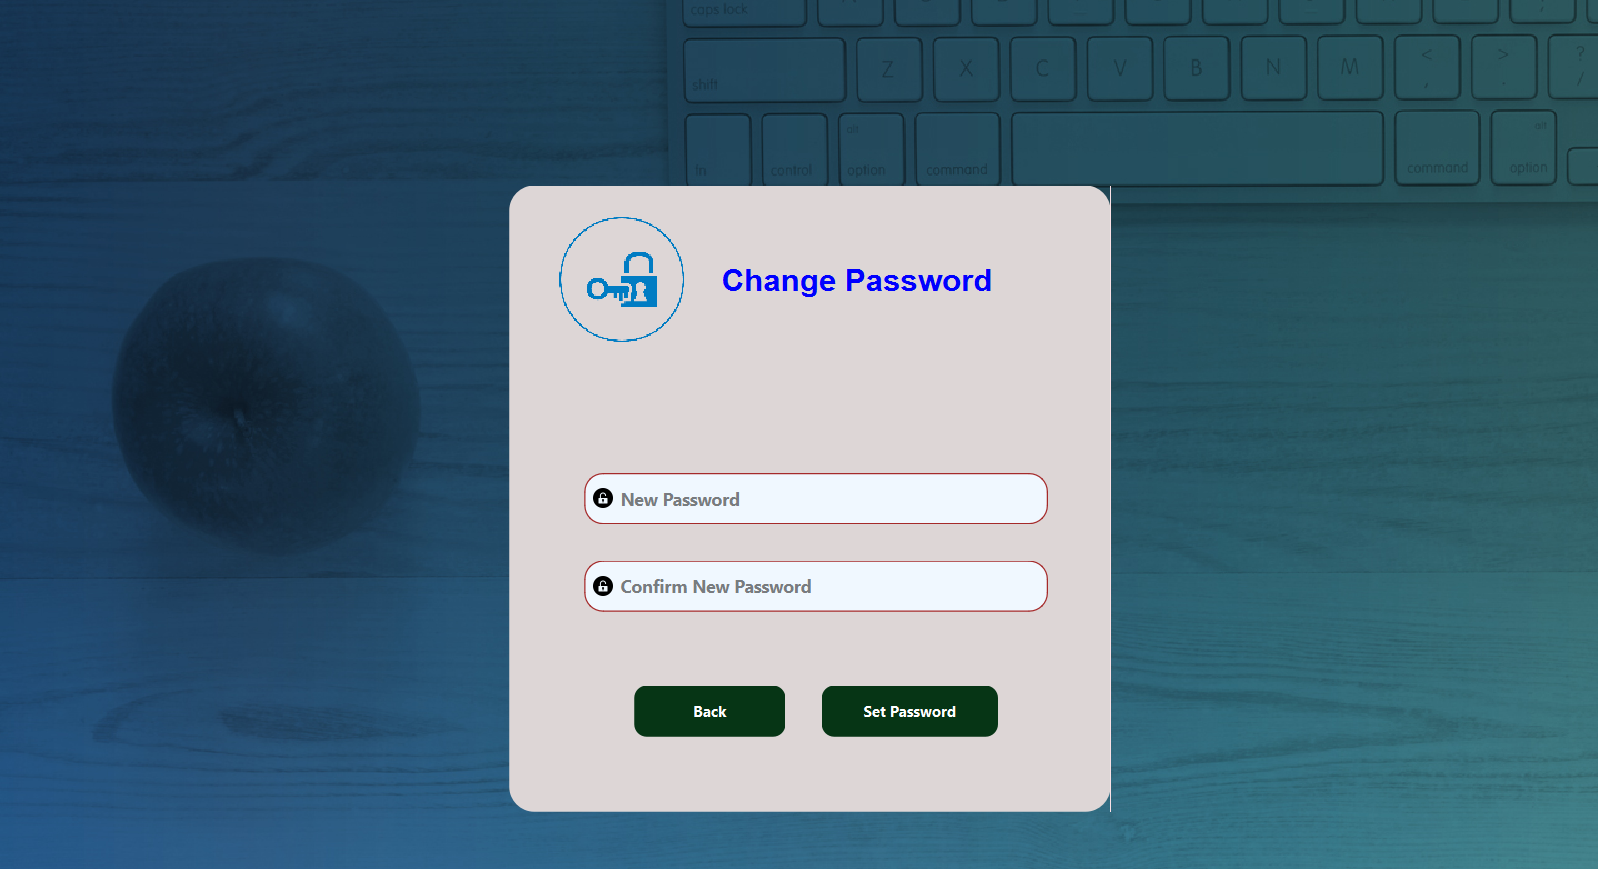 caps lock
shift Z X C V B N M < , > . ? /
fn control alt option command command alt option
Change Password
New Password
Confirm New Password
Back Set Password